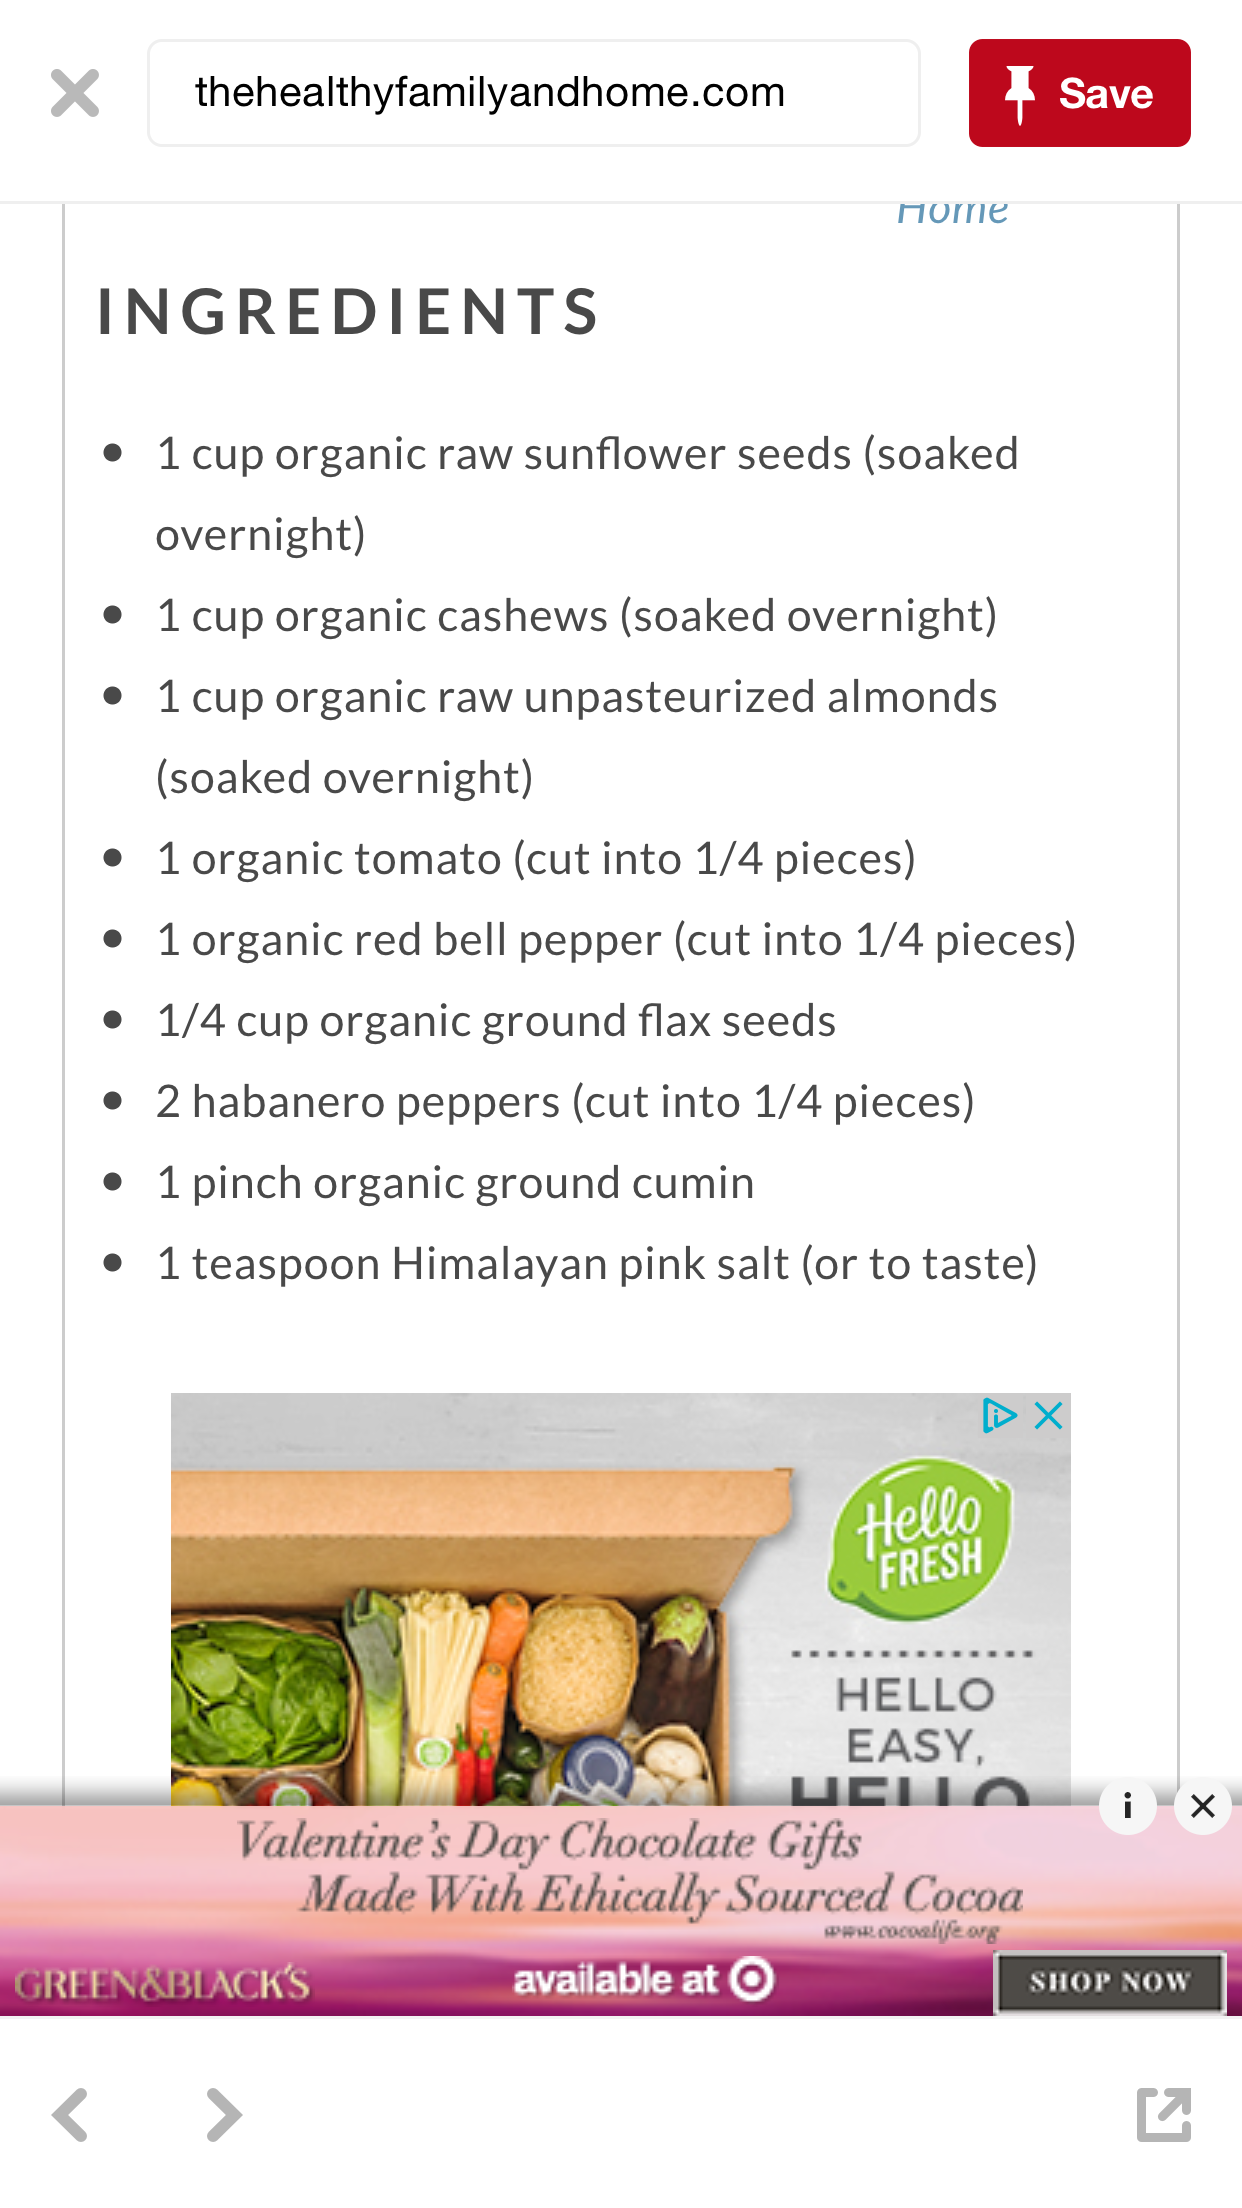 thehealthyfamilyandhome.com
Save
Home
INGREDIENTS
1 cup organic raw sunflower seeds (soaked
overnight)
1 cup organic cashews (soaked overnight)
1 cup organic raw unpasteurized almonds
(soaked overnight)
1 organic tomato (cut into 1/4 pieces)
1 organic red bell pepper (cut into 1/4 pieces)
1/4 cup organic ground flax seeds
2 habanero peppers (cut into 1/4 pieces)
1 pinch organic ground cumin
1 teaspoon Himalayan pink salt (or to taste)
Hello
FRESH
HELLO
EASY,
HELLO
i
Valentine's Day Chocolate Gifts
Made With Ethically Sourced Cocoa
www.cocoalife.org
GREEN&BLACK'S
available at
SHOP NOW